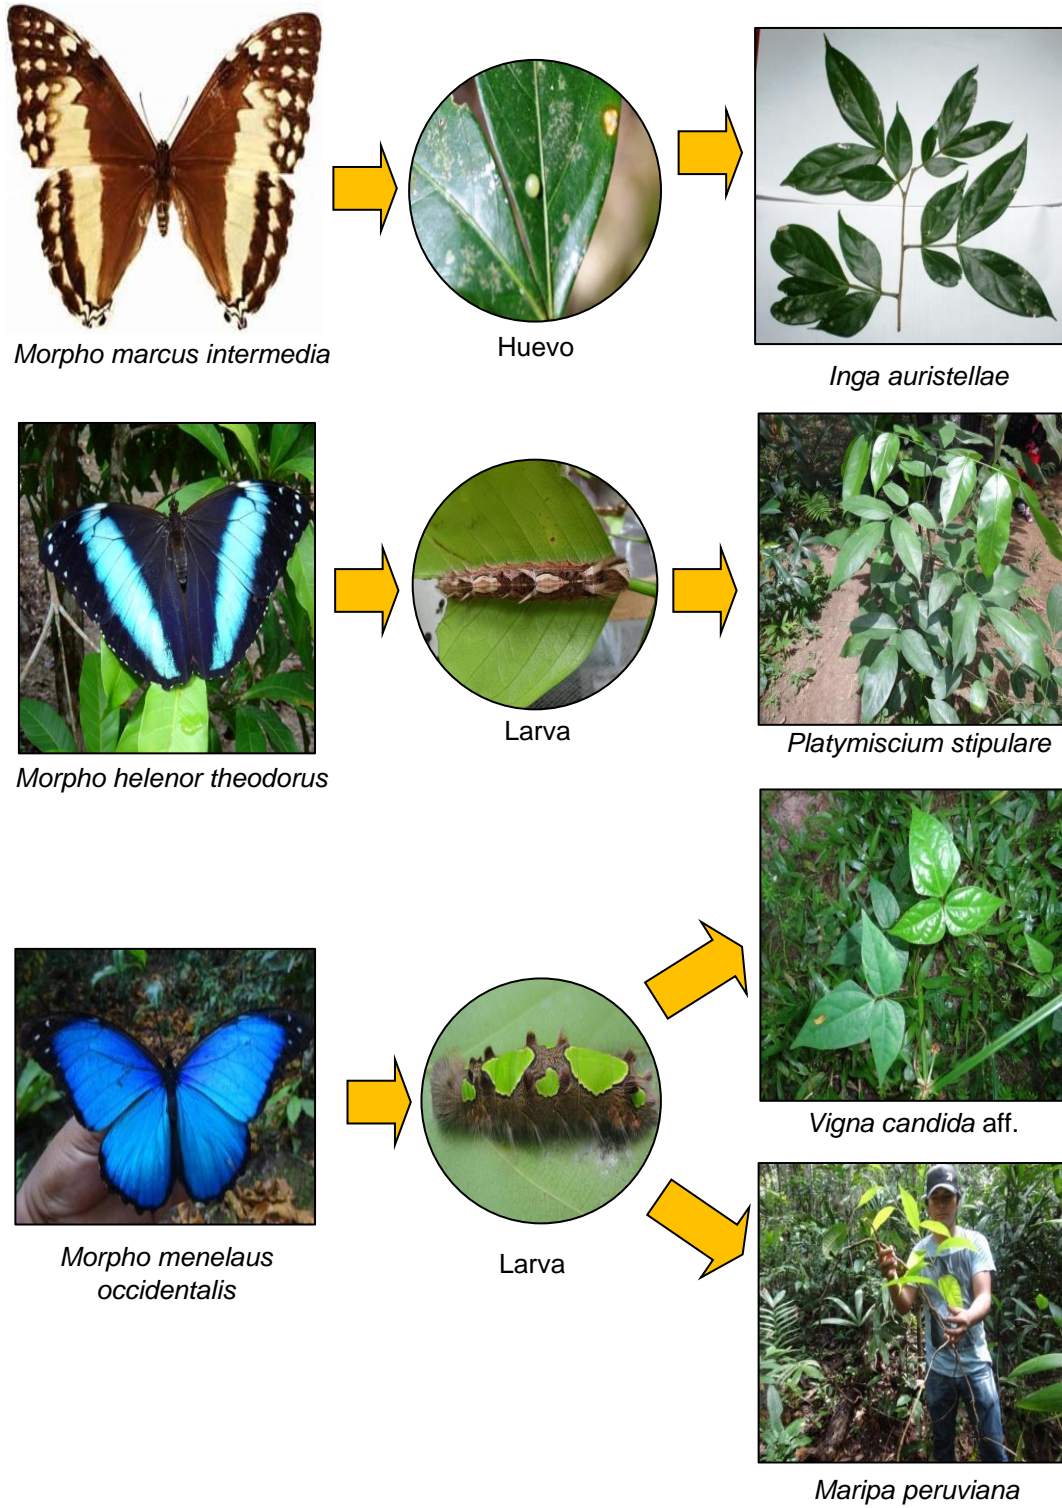 Morpho marcus intermedia
Huevo
Inga auristellae
Morpho helenor theodorus
Larva
Platymiscium stipulare
Morpho menelaus
occidentalis
Larva
Vigna candida aff.
Maripa peruviana